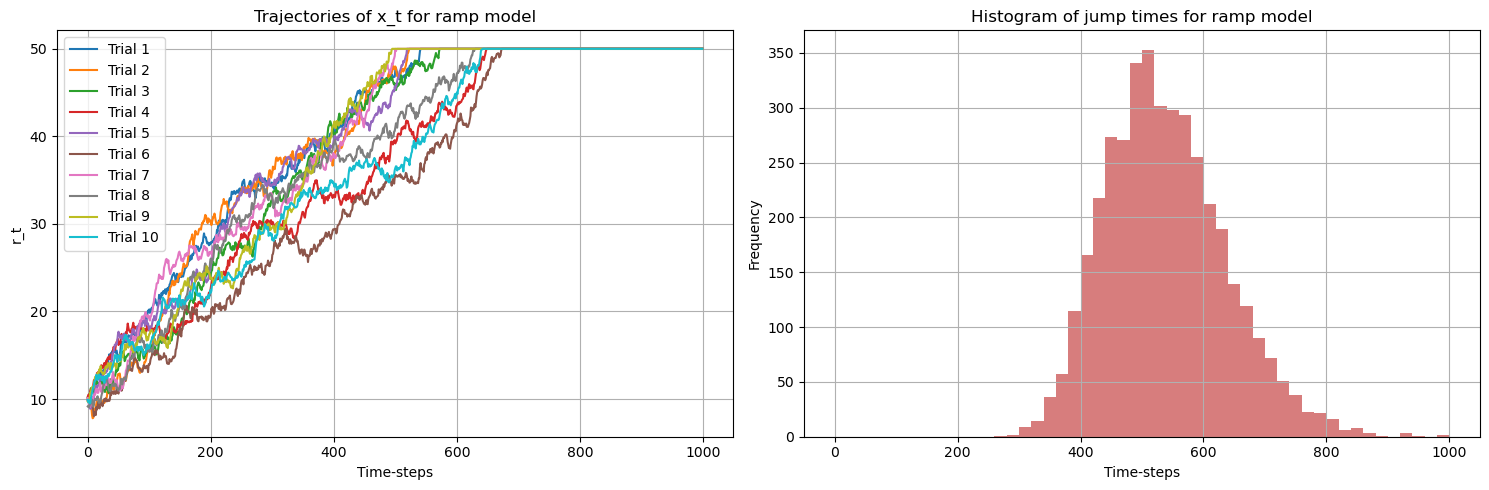 Trajectories of x_t for ramp model
r_t
50
40
30
20
10
Trial 1
Trial 2
Trial 3
Trial 4
Trial 5
Trial 6
Trial 7
Trial 8
Trial 9
Trial 10
0 200 400 600 800 1000
Time-steps
Histogram of jump times for ramp model
Frequency
350
300
250
200
150
100
50
0
0 200 400 600 800 1000
Time-steps